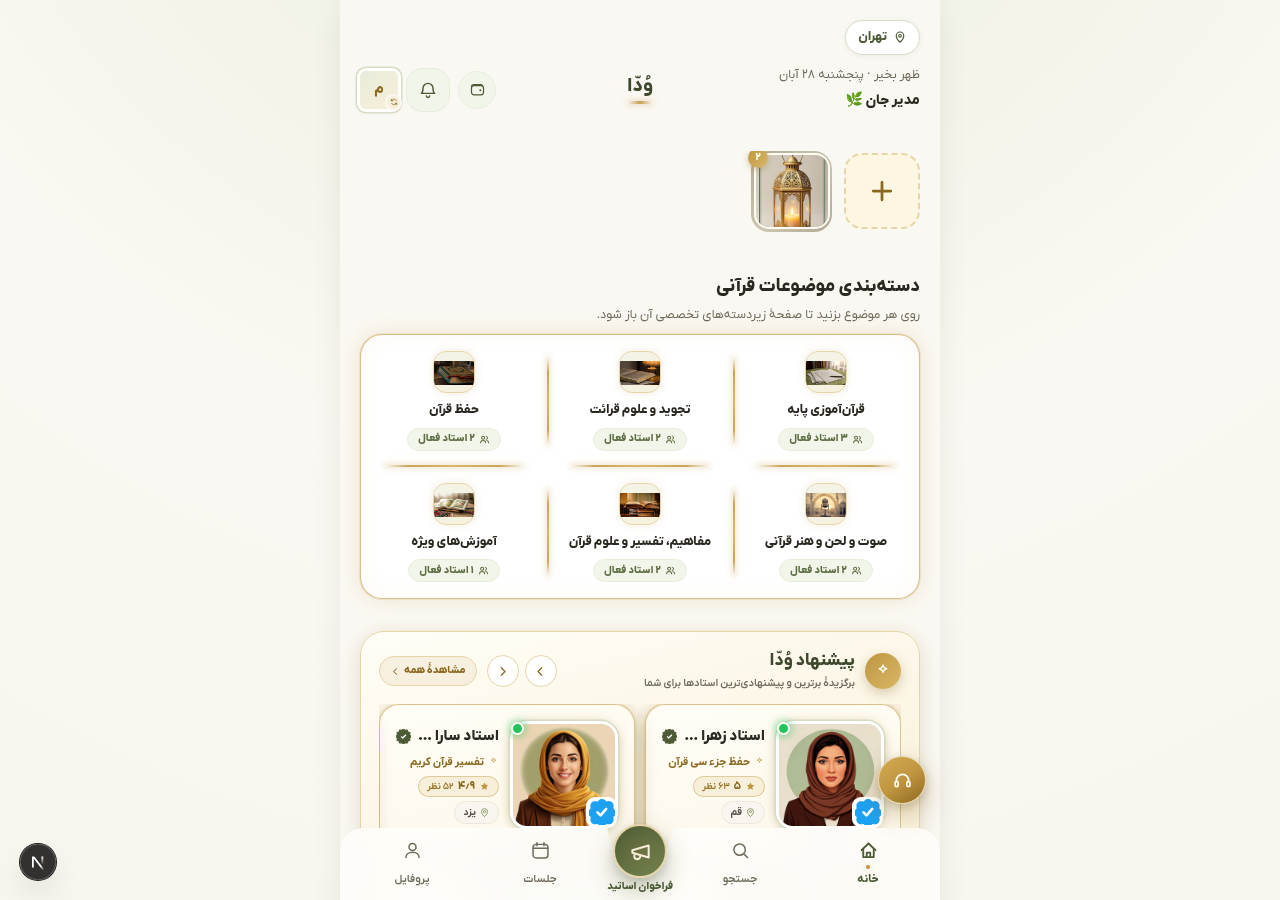 تهران
ظهر بخیر · پنجشنبه ۲۸ آبان
مدیر جان
وُدّا
م
۲
دسته‌بندی موضوعات قرآنی
روی هر موضوع بزنید تا صفحهٔ زیردسته‌های تخصصی آن باز شود.
قرآن‌آموزی پایه
۳ استاد فعال
تجوید و علوم قرائت
۲ استاد فعال
حفظ قرآن
۲ استاد فعال
صوت و لحن و هنر قرآنی
۲ استاد فعال
مفاهیم، تفسیر و علوم قرآن
۲ استاد فعال
آموزش‌های ویژه
۱ استاد فعال
پیشنهاد وُدّا
برگزیدهٔ برترین و پیشنهادی‌ترین استادها برای شما
مشاهدهٔ همه
استاد زهرا ...
حفظ جزء سی قرآن
۵ ۶۳ نظر
قم
استاد سارا ...
تفسیر قرآن کریم
۴٫۹ ۵۲ نظر
یزد
خانه
جستجو
فراخوان اساتید
جلسات
پروفایل
N